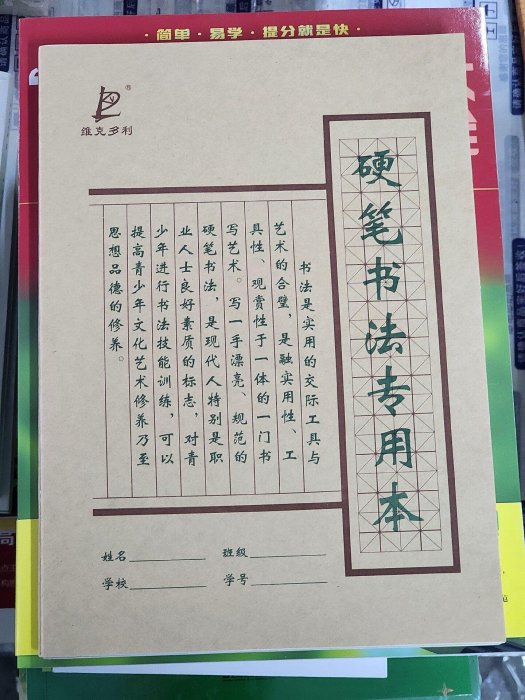 ·简单·易学·提分就是快·
®
维克多利
硬笔书法专用本
书法是实用的交际工具与
艺术的合璧，是融实用性、工
具性、观赏性于一体的一门书
写艺术。写一手漂亮、规范的
硬笔书法，是现代人特别是职
业人士良好素质的标志，对青
少年进行书法技能训练，可以
提高青少年文化艺术修养乃至
思想品德的修养。
姓名 班级
学校 学号